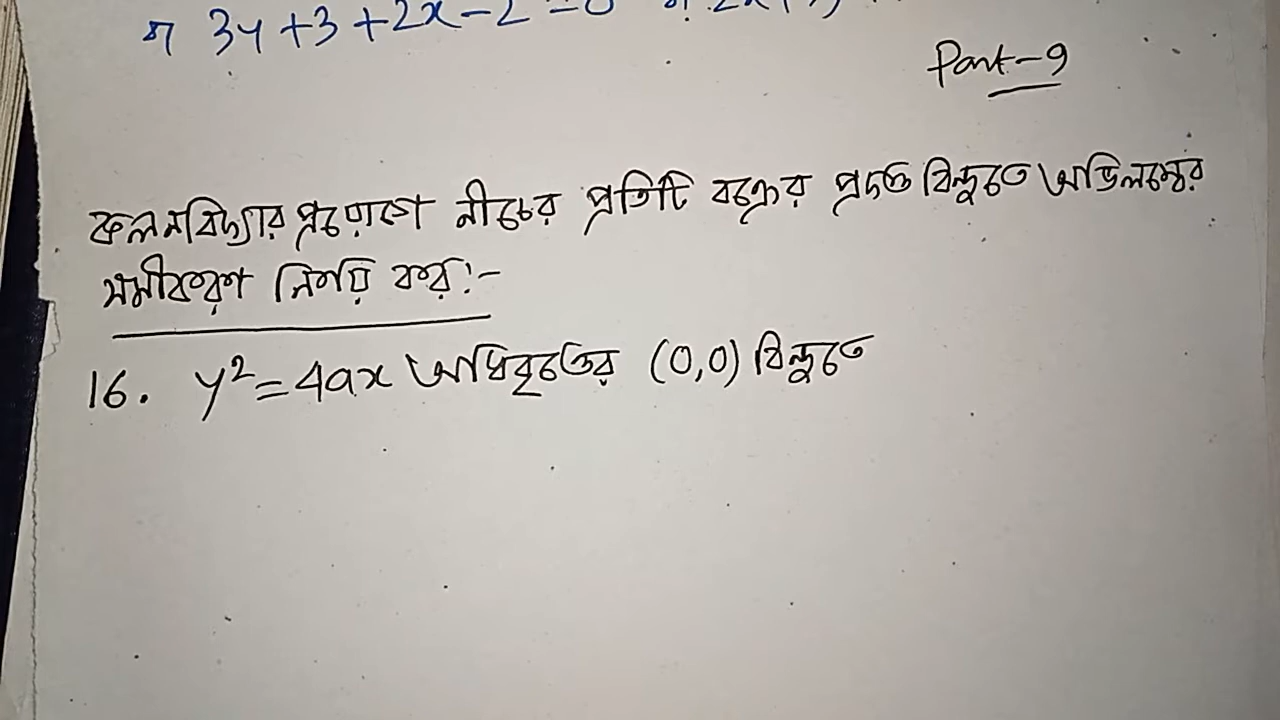 বা 3y+3+2x-2=0
Part-9
কলনবিদ্যার প্রয়োগে নীচের প্রতিটি বক্রের প্রদত্ত বিন্দুতে অভিলম্বের
সমীকরণ নির্ণয় কর:-
16. y²=4ax অধিবৃত্তের (0,0) বিন্দুতে